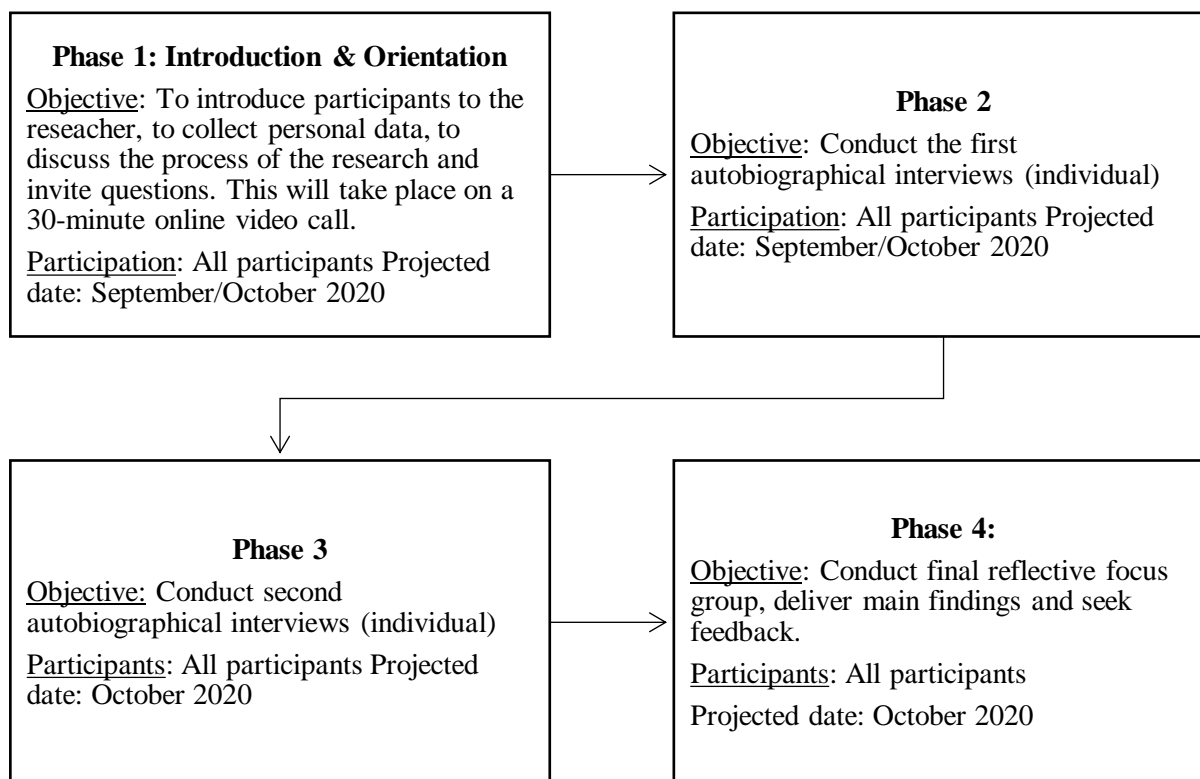 Phase 1: Introduction & Orientation
Objective: To introduce participants to the
reseacher, to collect personal data, to
discuss the process of the research and
invite questions. This will take place on a
30-minute online video call.
Participation: All participants Projected
date: September/October 2020
Phase 2
Objective: Conduct the first
autobiographical interviews (individual)
Participation: All participants Projected
date: September/October 2020
Phase 3
Objective: Conduct second
autobiographical interviews (individual)
Participants: All participants Projected
date: October 2020
Phase 4:
Objective: Conduct final reflective focus
group, deliver main findings and seek
feedback.
Participants: All participants
Projected date: October 2020